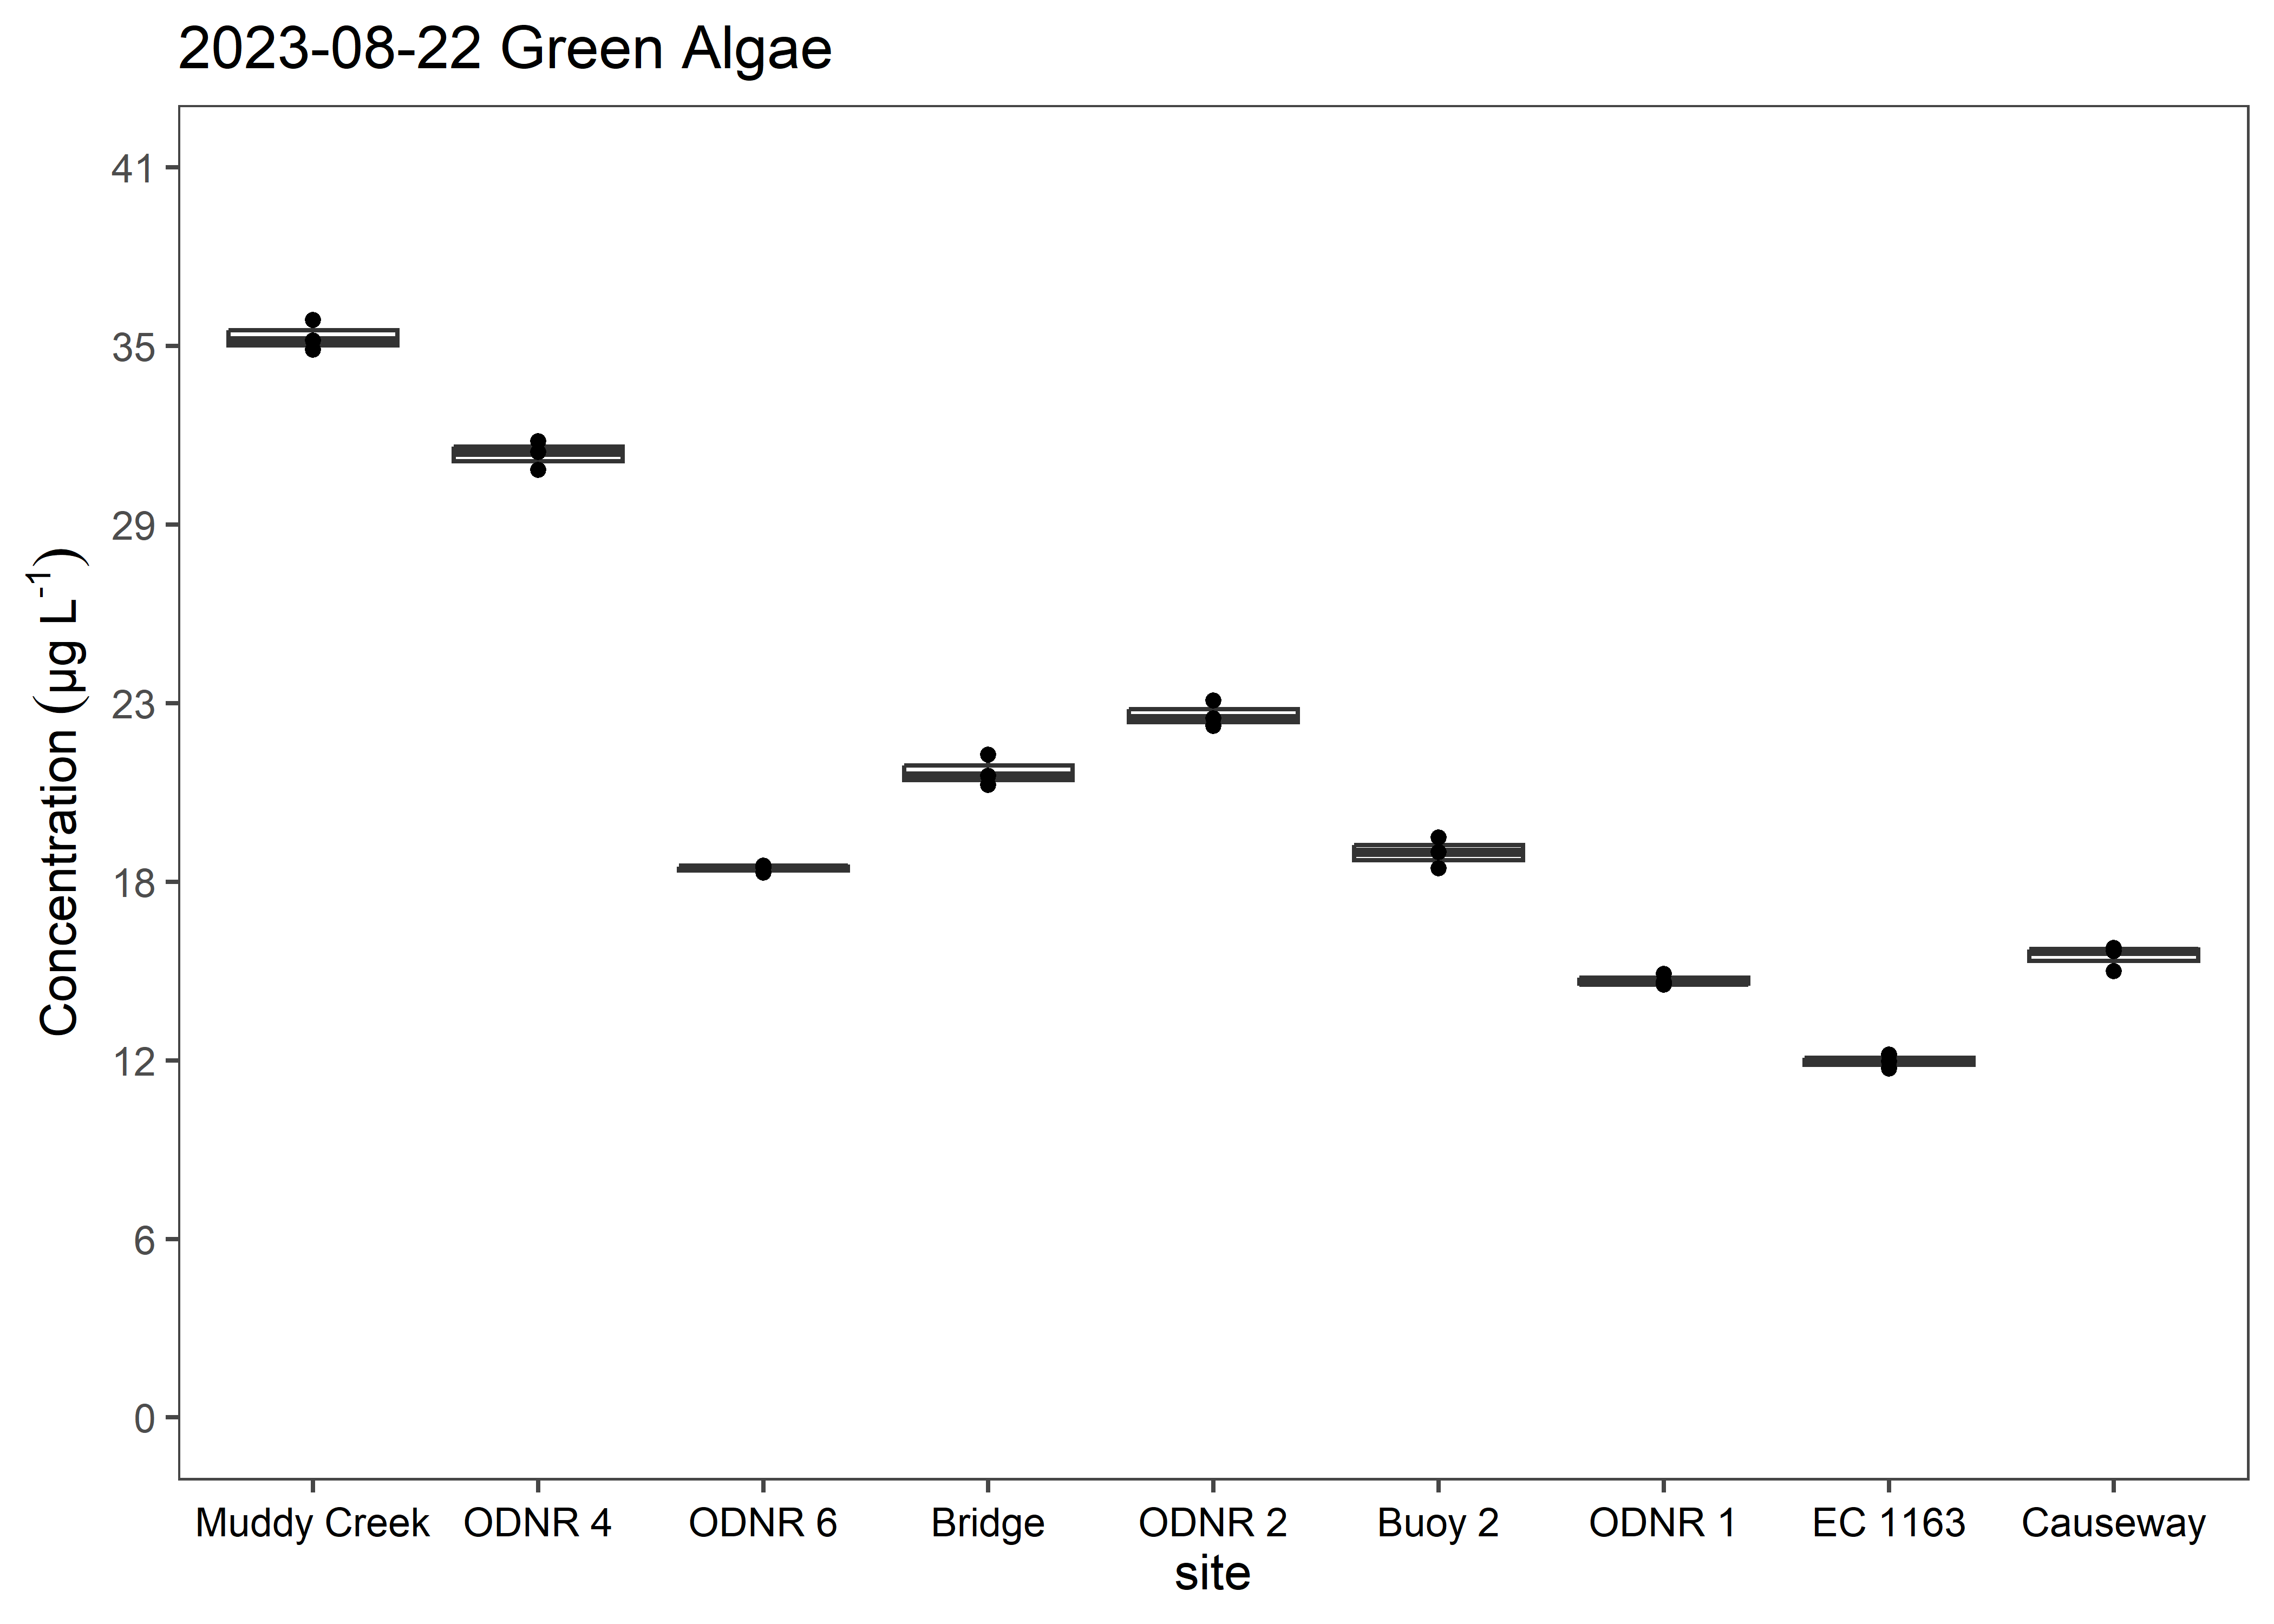 2023-08-22 Green Algae
Concentration (µg L⁻¹)
41
35
29
23
18
12
6
0
Muddy Creek ODNR 4 ODNR 6 Bridge ODNR 2 Buoy 2 ODNR 1 EC 1163 Causeway
site